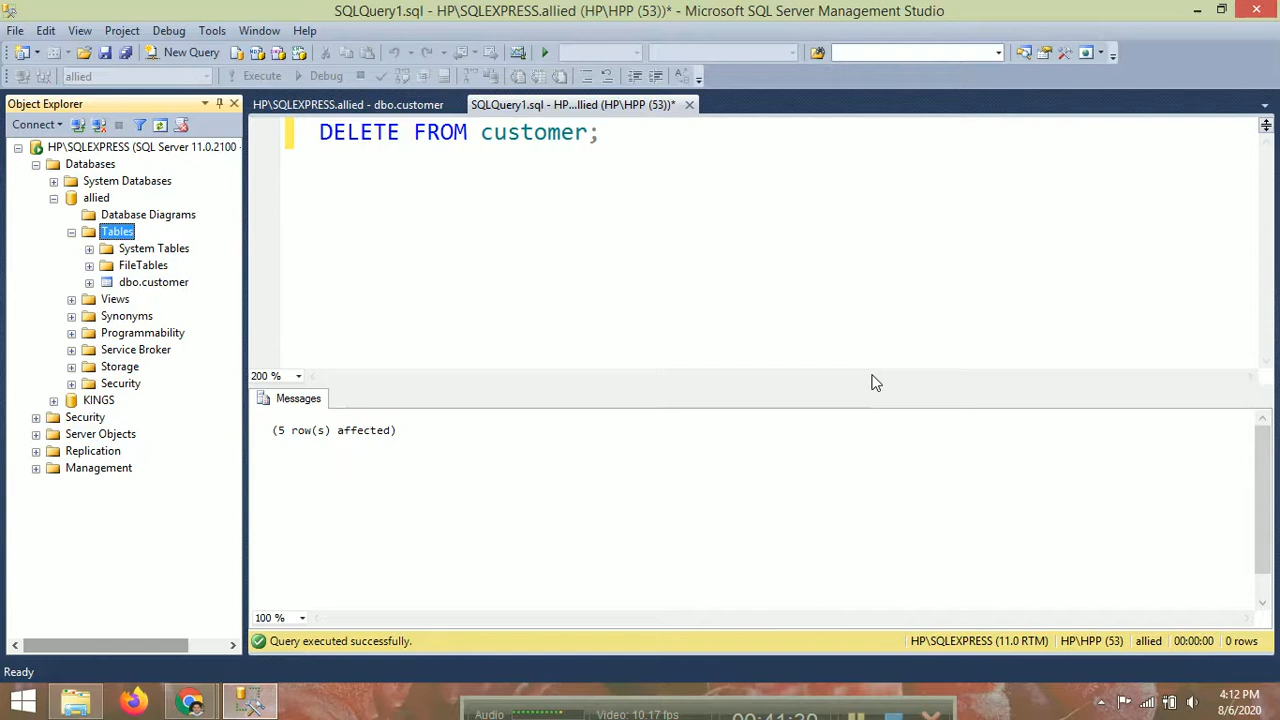 SQLQuery1.sql - HP\SQLEXPRESS.allied (HP\HPP (53))* - Microsoft SQL Server Management Studio
File Edit View Project Debug Tools Window Help
New Query
allied Execute Debug
Object Explorer
HP\SQLEXPRESS.allied - dbo.customer
SQLQuery1.sql - HP...llied (HP\HPP (53))*
Connect
DELETE FROM customer;
HP\SQLEXPRESS (SQL Server 11.0.2100 -
Databases
System Databases
allied
Database Diagrams
Tables
System Tables
FileTables
dbo.customer
Views
Synonyms
Programmability
Service Broker
Storage
Security
KINGS
Security
Server Objects
Replication
Management
200 %
Messages
(5 row(s) affected)
100 %
Query executed successfully.
HP\SQLEXPRESS (11.0 RTM) HP\HPP (53) allied 00:00:00 0 rows
Ready
4:12 PM
8/6/2020
Audio Video: 10.17 fps